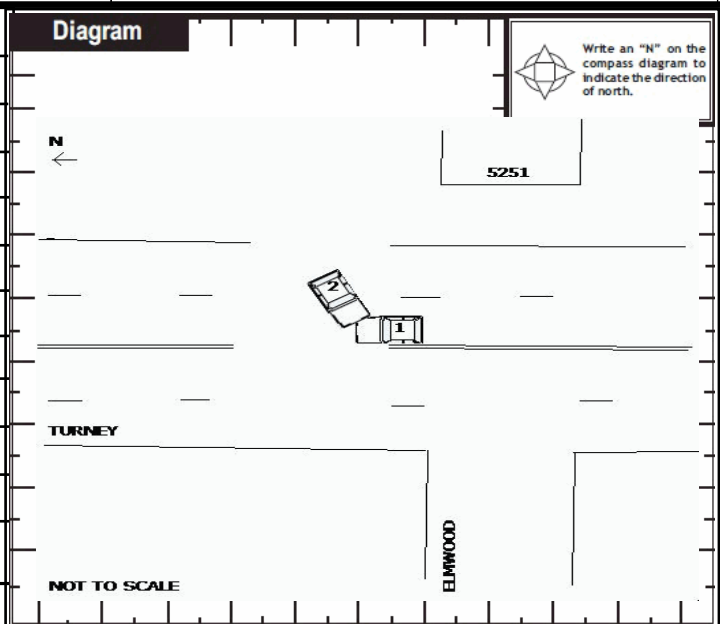 Diagram
Write an “N” on the
compass diagram to
indicate the direction
of north.
N
5251
2
1
TURNEY
ELMWOOD
NOT TO SCALE